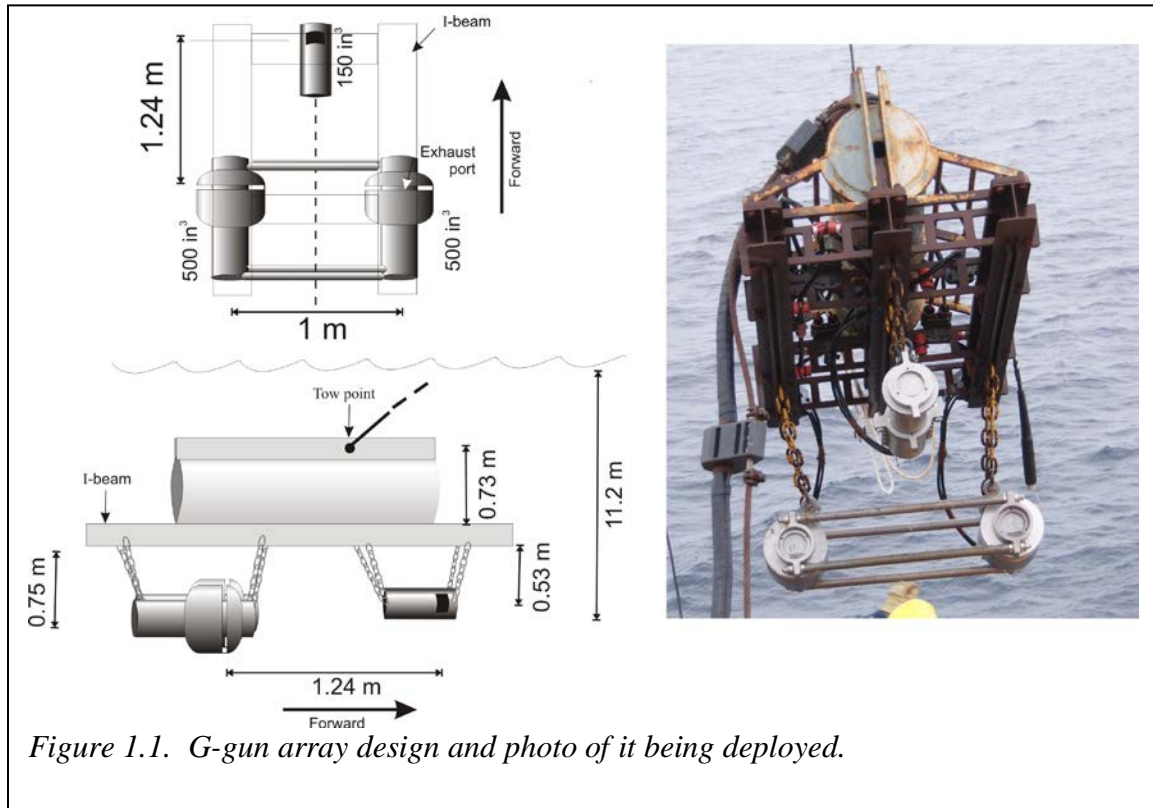 I-beam
150 in³
1.24 m
Exhaust
port
Forward
500 in³
500 in³
1 m
Tow point
I-beam
0.73 m
11.2 m
0.75 m
0.53 m
1.24 m
Forward
Figure 1.1. G-gun array design and photo of it being deployed.